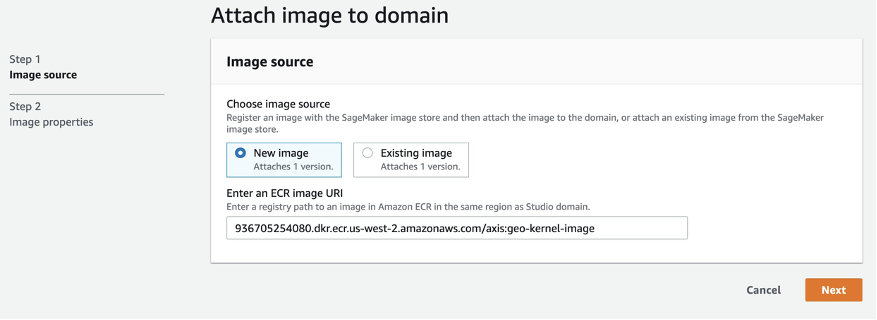 Attach image to domain
Step 1
Image source
Step 2
Image properties
Image source
Choose image source
Register an image with the SageMaker image store and then attach the image to the domain, or attach an existing image from the SageMaker
image store.
New image
Attaches 1 version.
Existing image
Attaches 1 version.
Enter an ECR image URI
Enter a registry path to an image in Amazon ECR in the same region as Studio domain.
936705254080.dkr.ecr.us-west-2.amazonaws.com/axis:geo-kernel-image
Cancel
Next